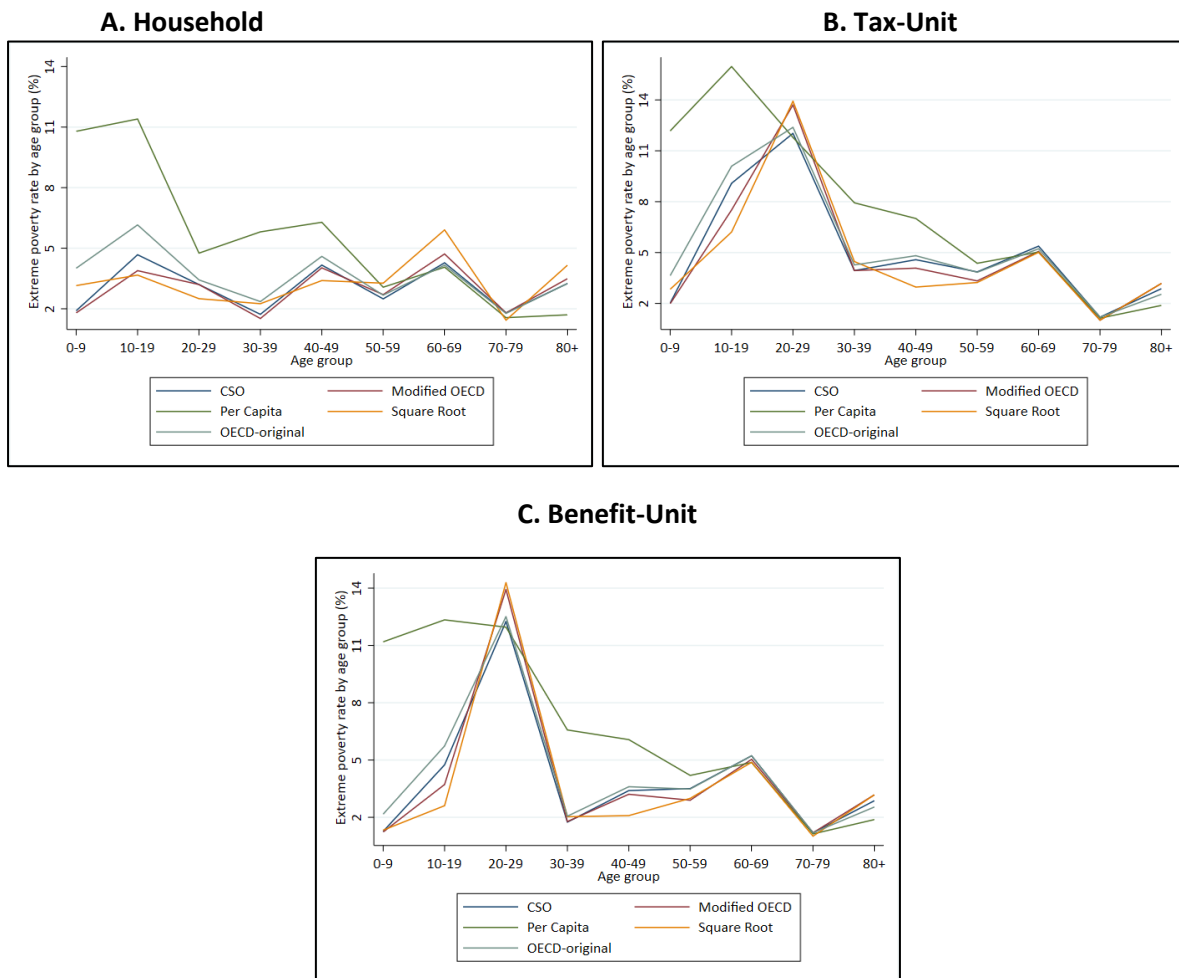 A. Household
Extreme poverty rate by age group (%)
14
11
8
5
2
0-9 10-19 20-29 30-39 40-49 50-59 60-69 70-79 80+
Age group
CSO Modified OECD
Per Capita Square Root
OECD-original
B. Tax-Unit
Extreme poverty rate by age group (%)
14
11
8
5
2
0-9 10-19 20-29 30-39 40-49 50-59 60-69 70-79 80+
Age group
CSO Modified OECD
Per Capita Square Root
OECD-original
C. Benefit-Unit
Extreme poverty rate by age group (%)
14
11
8
5
2
0-9 10-19 20-29 30-39 40-49 50-59 60-69 70-79 80+
Age group
CSO Modified OECD
Per Capita Square Root
OECD-original